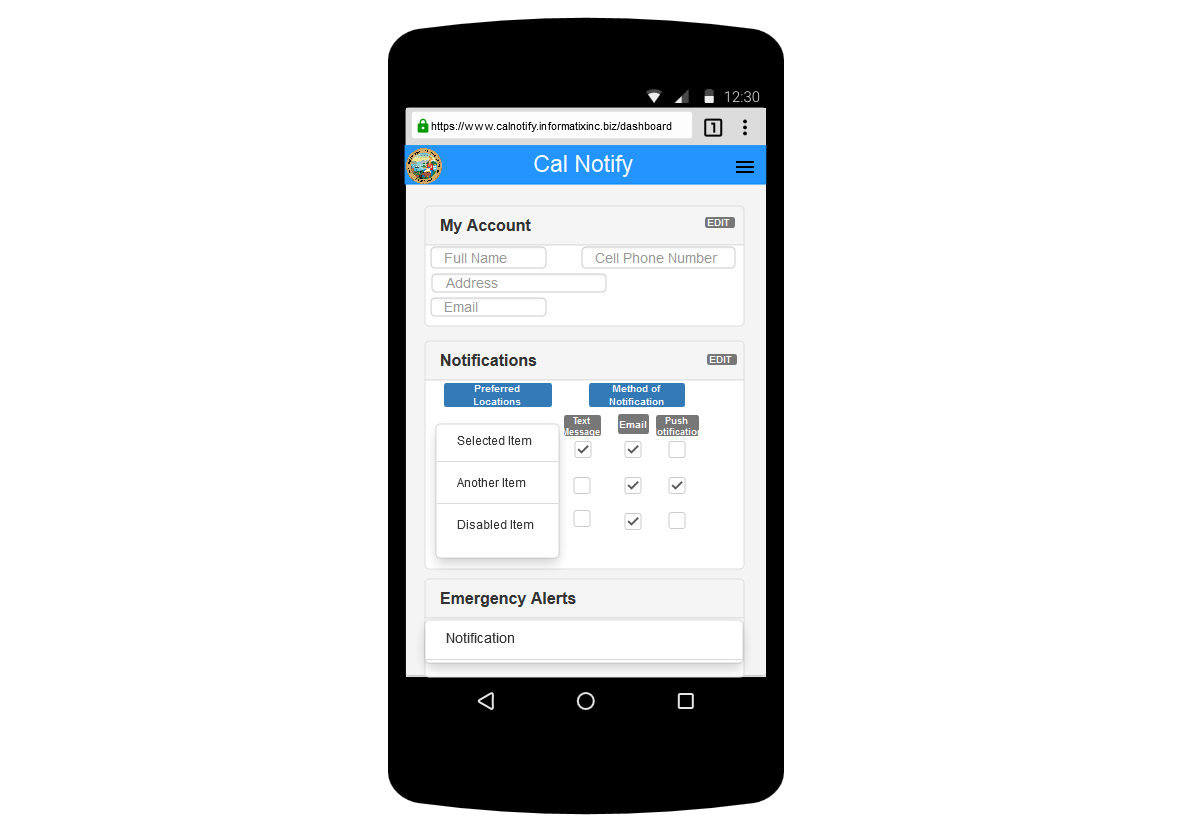 12:30
https://www.calnotify.informatixinc.biz/dashboard
1
Cal Notify
My Account
EDIT
Full Name
Cell Phone Number
Address
Email
Notifications
EDIT
Preferred
Locations
Method of
Notification
Text
Message
Email
Push
otification
Selected Item
Another Item
Disabled Item
Emergency Alerts
Notification